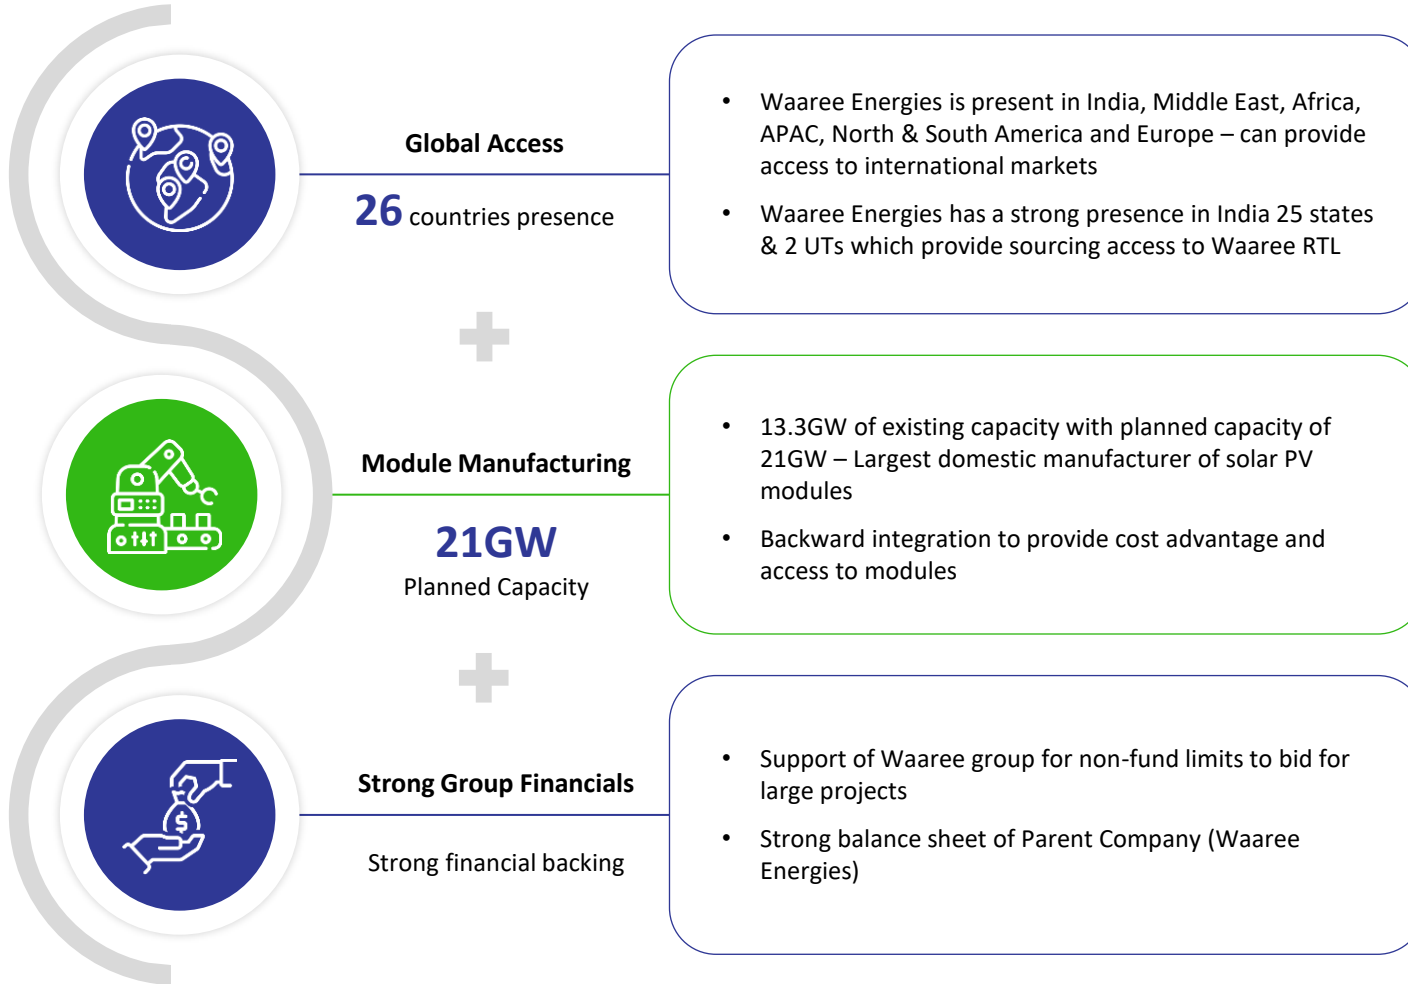 Global Access
26 countries presence
• Waaree Energies is present in India, Middle East, Africa,
APAC, North & South America and Europe – can provide
access to international markets
• Waaree Energies has a strong presence in India 25 states
& 2 UTs which provide sourcing access to Waaree RTL
Module Manufacturing
21GW
Planned Capacity
• 13.3GW of existing capacity with planned capacity of
21GW – Largest domestic manufacturer of solar PV
modules
• Backward integration to provide cost advantage and
access to modules
Strong Group Financials
Strong financial backing
$
• Support of Waaree group for non-fund limits to bid for
large projects
• Strong balance sheet of Parent Company (Waaree
Energies)